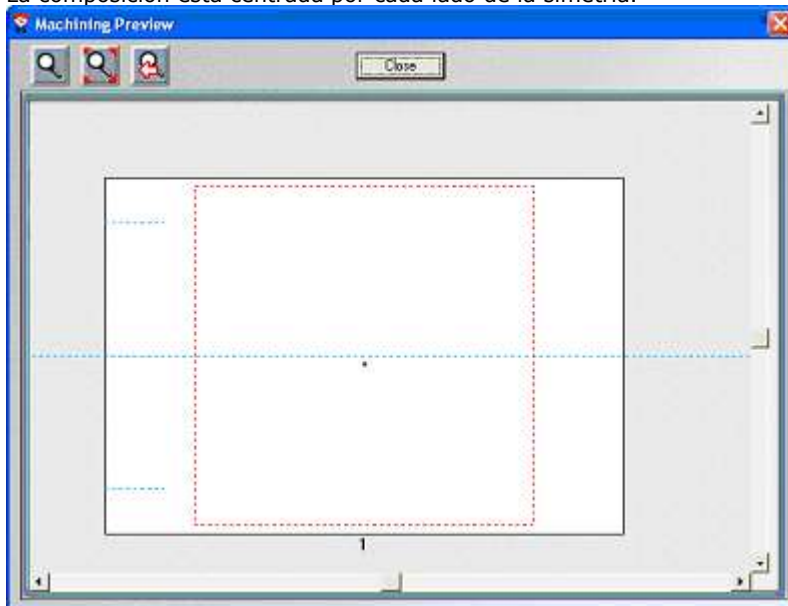 La composición está centrada por cada lado de la simetría.
Machining Preview
Close
1